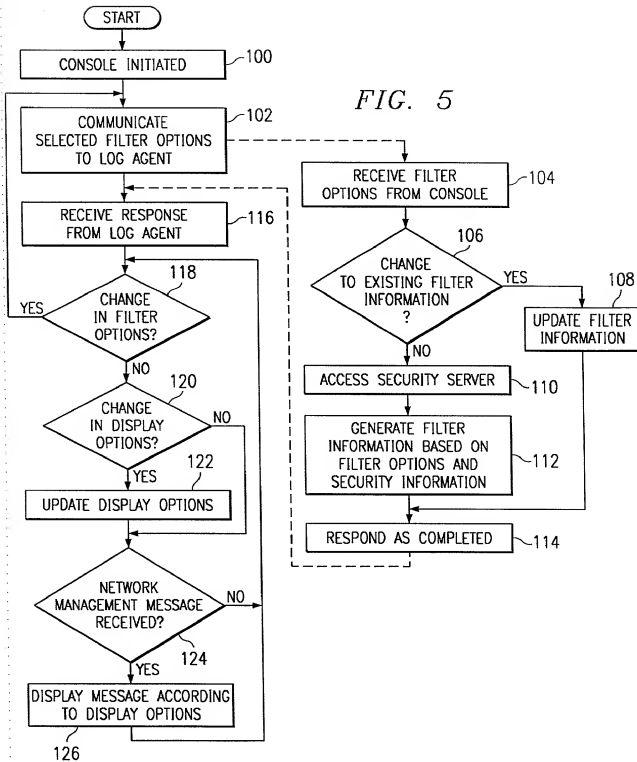 START
CONSOLE INITIATED
100
FIG. 5
COMMUNICATE
SELECTED FILTER OPTIONS
TO LOG AGENT
102
RECEIVE FILTER
OPTIONS FROM CONSOLE
104
RECEIVE RESPONSE
FROM LOG AGENT
116
CHANGE
TO EXISTING FILTER
INFORMATION
?
106
YES
NO
108
UPDATE FILTER
INFORMATION
118
CHANGE
IN FILTER
OPTIONS?
YES
NO
ACCESS SECURITY SERVER
110
120
CHANGE
IN DISPLAY
OPTIONS?
NO
YES
GENERATE FILTER
INFORMATION BASED ON
FILTER OPTIONS AND
SECURITY INFORMATION
112
122
UPDATE DISPLAY OPTIONS
RESPOND AS COMPLETED
114
NETWORK
MANAGEMENT MESSAGE
RECEIVED?
NO
124
YES
DISPLAY MESSAGE ACCORDING
TO DISPLAY OPTIONS
126